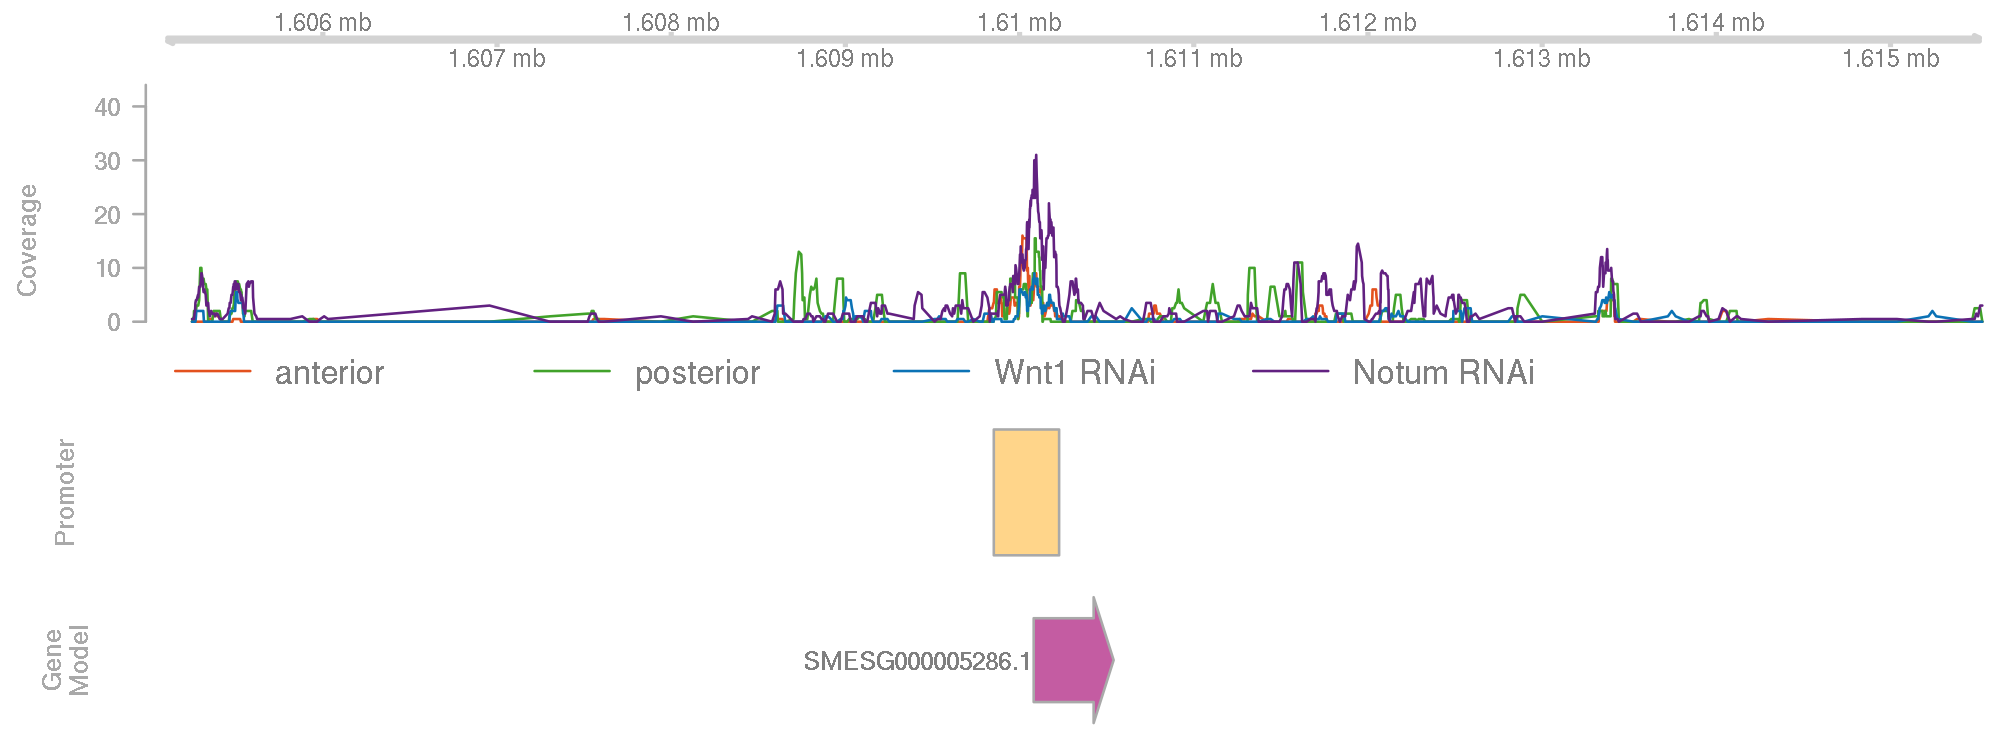 1.606 mb 1.608 mb 1.61 mb 1.612 mb 1.614 mb
1.607 mb 1.609 mb 1.611 mb 1.613 mb 1.615 mb
Coverage
40
30
20
10
0
anterior posterior Wnt1 RNAi Notum RNAi
Promoter
Gene
Model
SMESG000005286.1